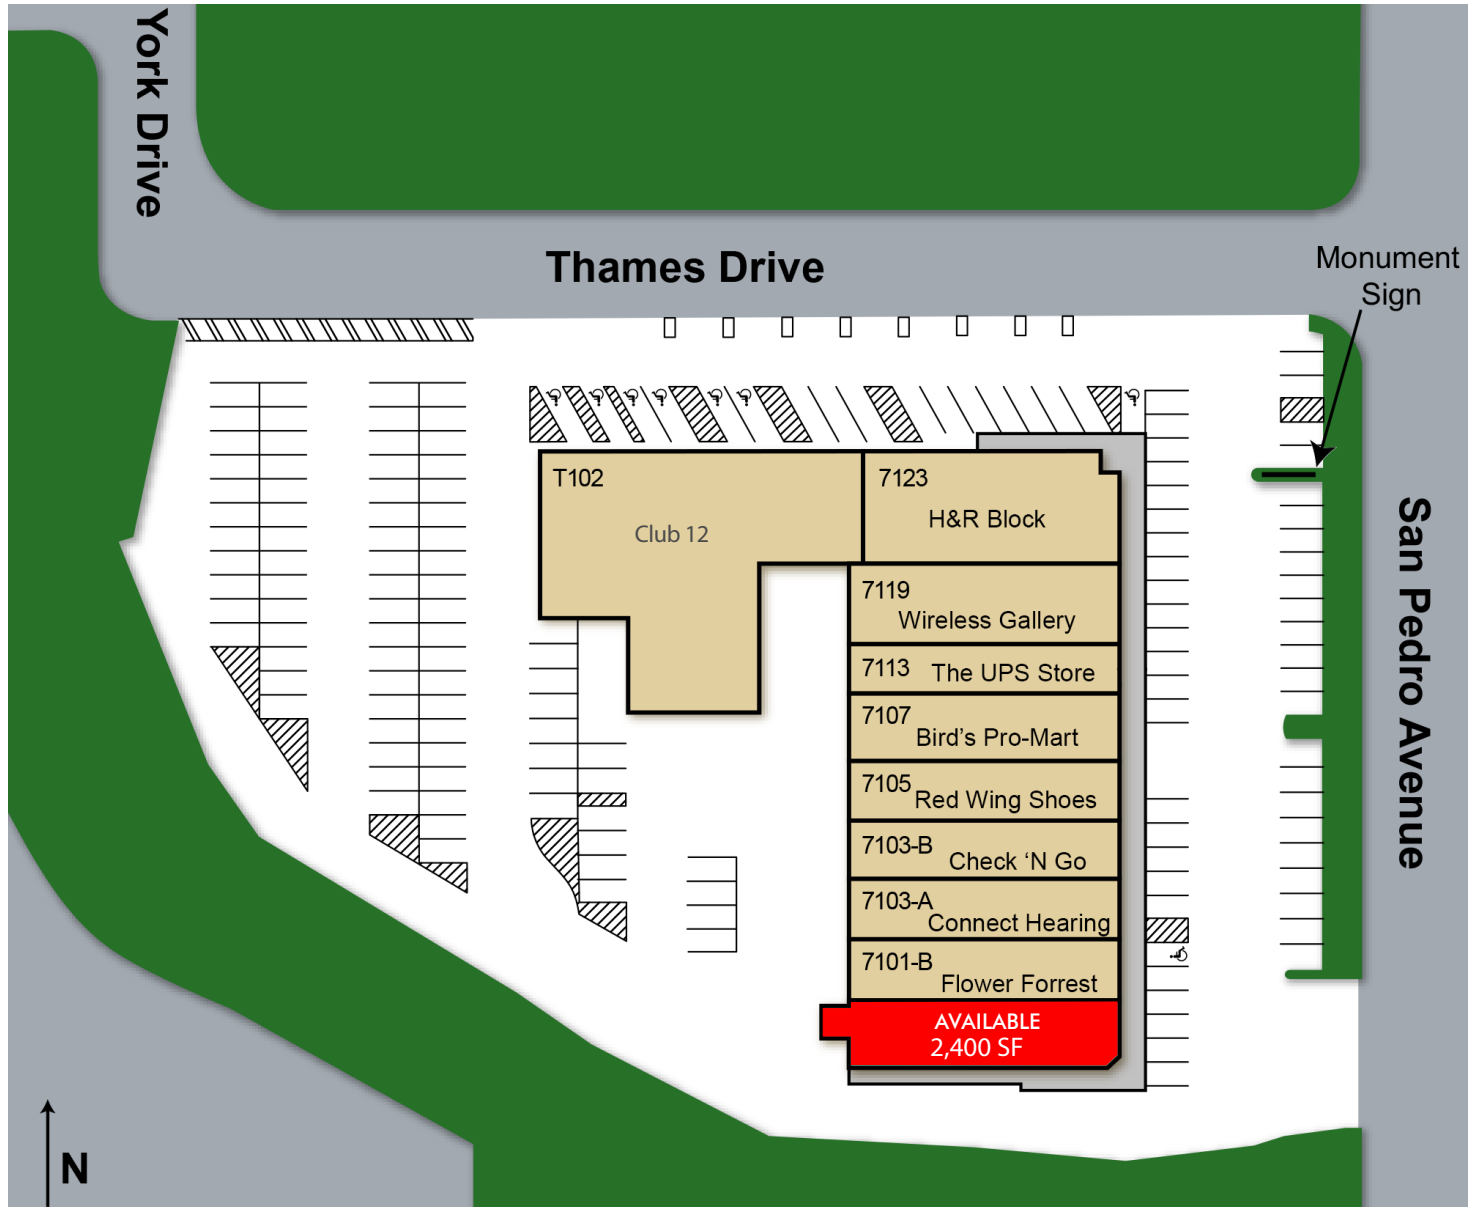 York Drive
Thames Drive
Monument
Sign
San Pedro Avenue
T102
Club 12
7123
H&R Block
7119
Wireless Gallery
7113 The UPS Store
7107
Bird’s Pro-Mart
7105 Red Wing Shoes
7103-B
Check ‘N Go
7103-A
Connect Hearing
7101-B
Flower Forrest
AVAILABLE
2,400 SF
N